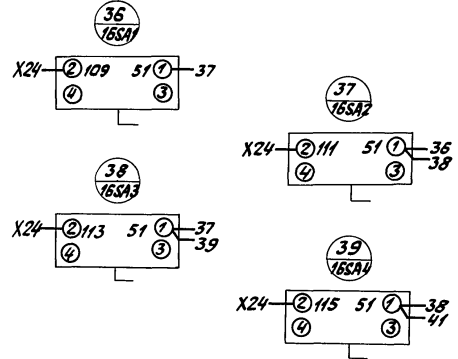 36
16SA1
X24 2 109 51 1 37
4 3
37
16SA2
X24 2 111 51 1 36
38
4 3
38
16SA3
X24 2 113 51 1 37
39
4 3
39
16SA4
X24 2 115 51 1 38
41
4 3